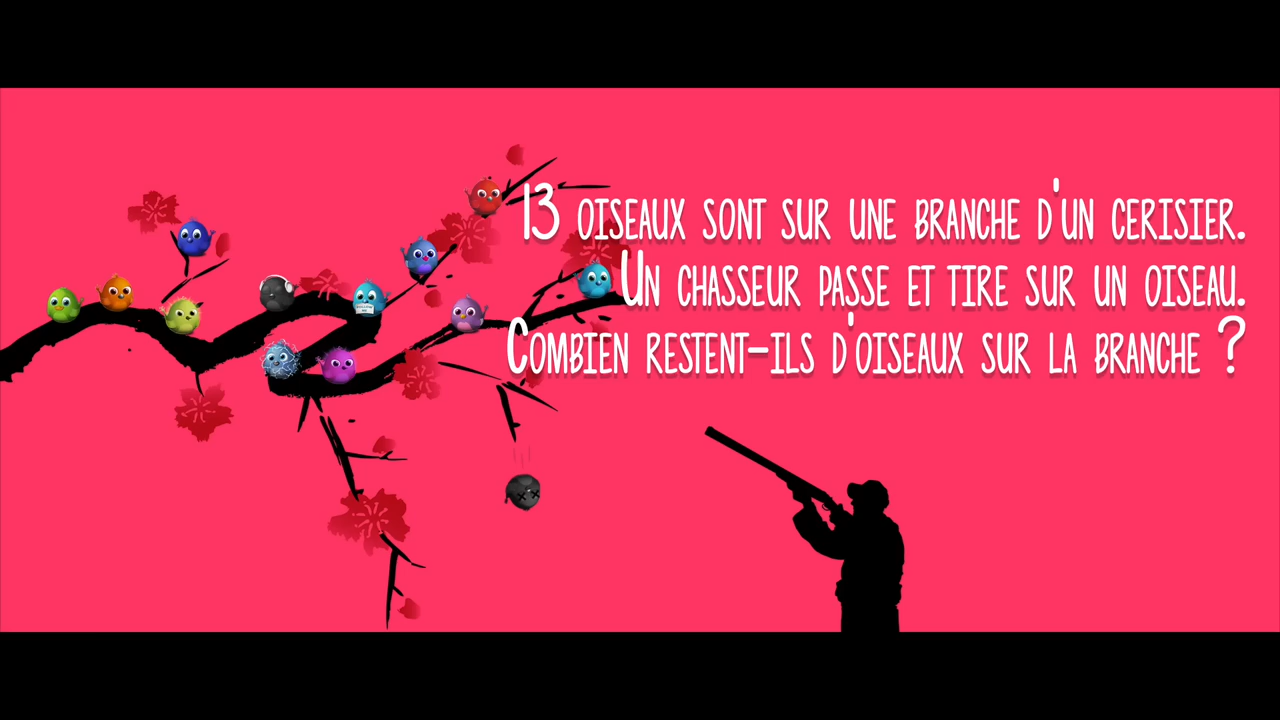 13 oiseaux sont sur une branche d'un cerisier.
Un chasseur passe et tire sur un oiseau.
Combien restent-ils d'oiseaux sur la branche ?